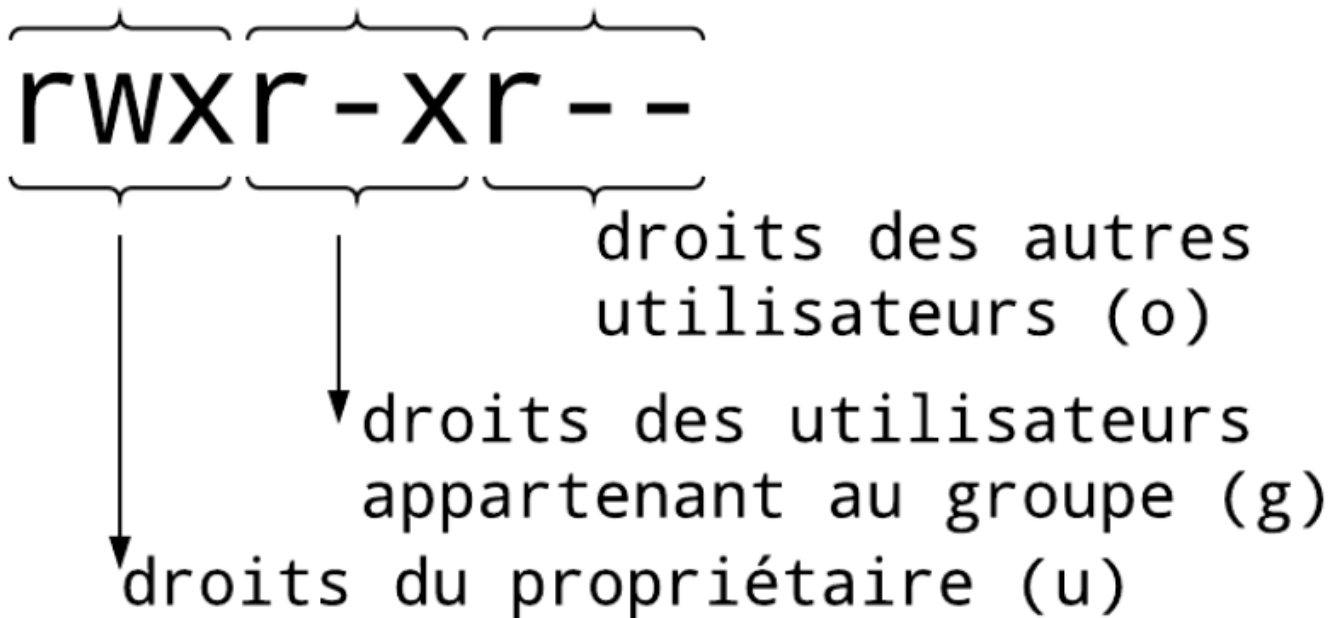 rwxr-xr--
droits des autres
utilisateurs (o)
droits des utilisateurs
appartenant au groupe (g)
droits du propriétaire (u)